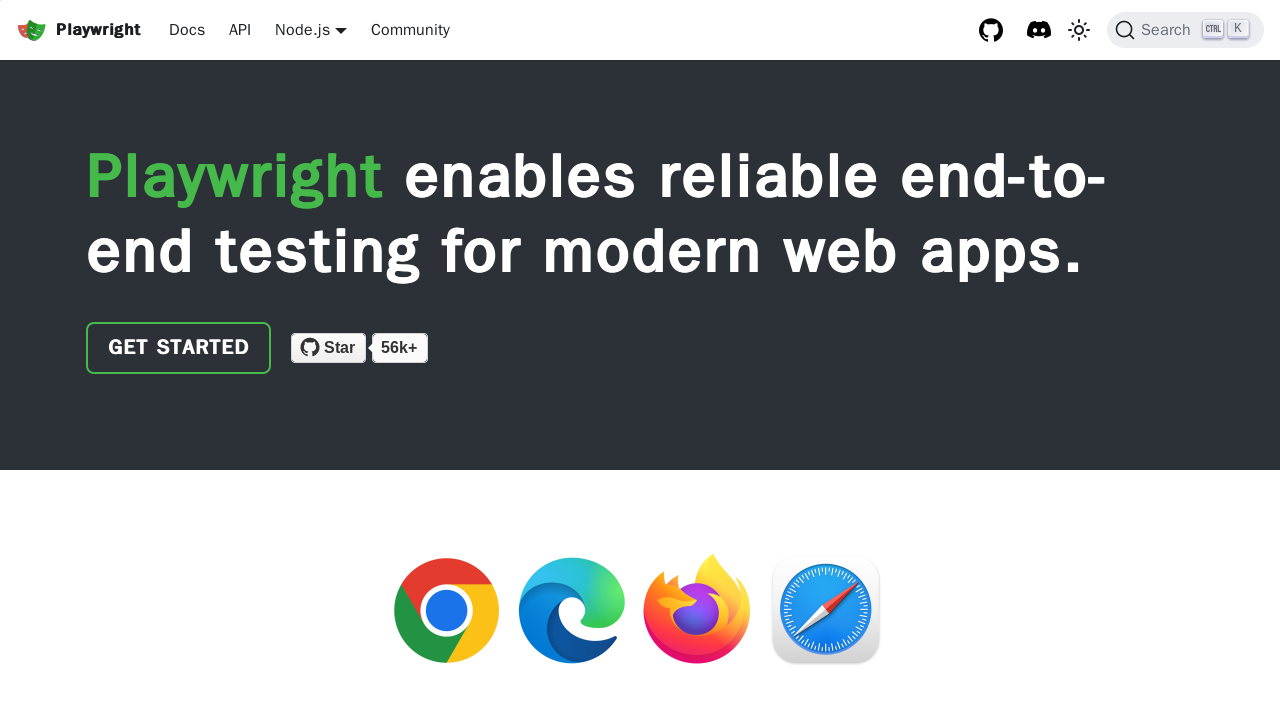 Playwright Docs API Node.js Community Search CTRL K
Playwright enables reliable end-to-
end testing for modern web apps.
GET STARTED Star 56k+